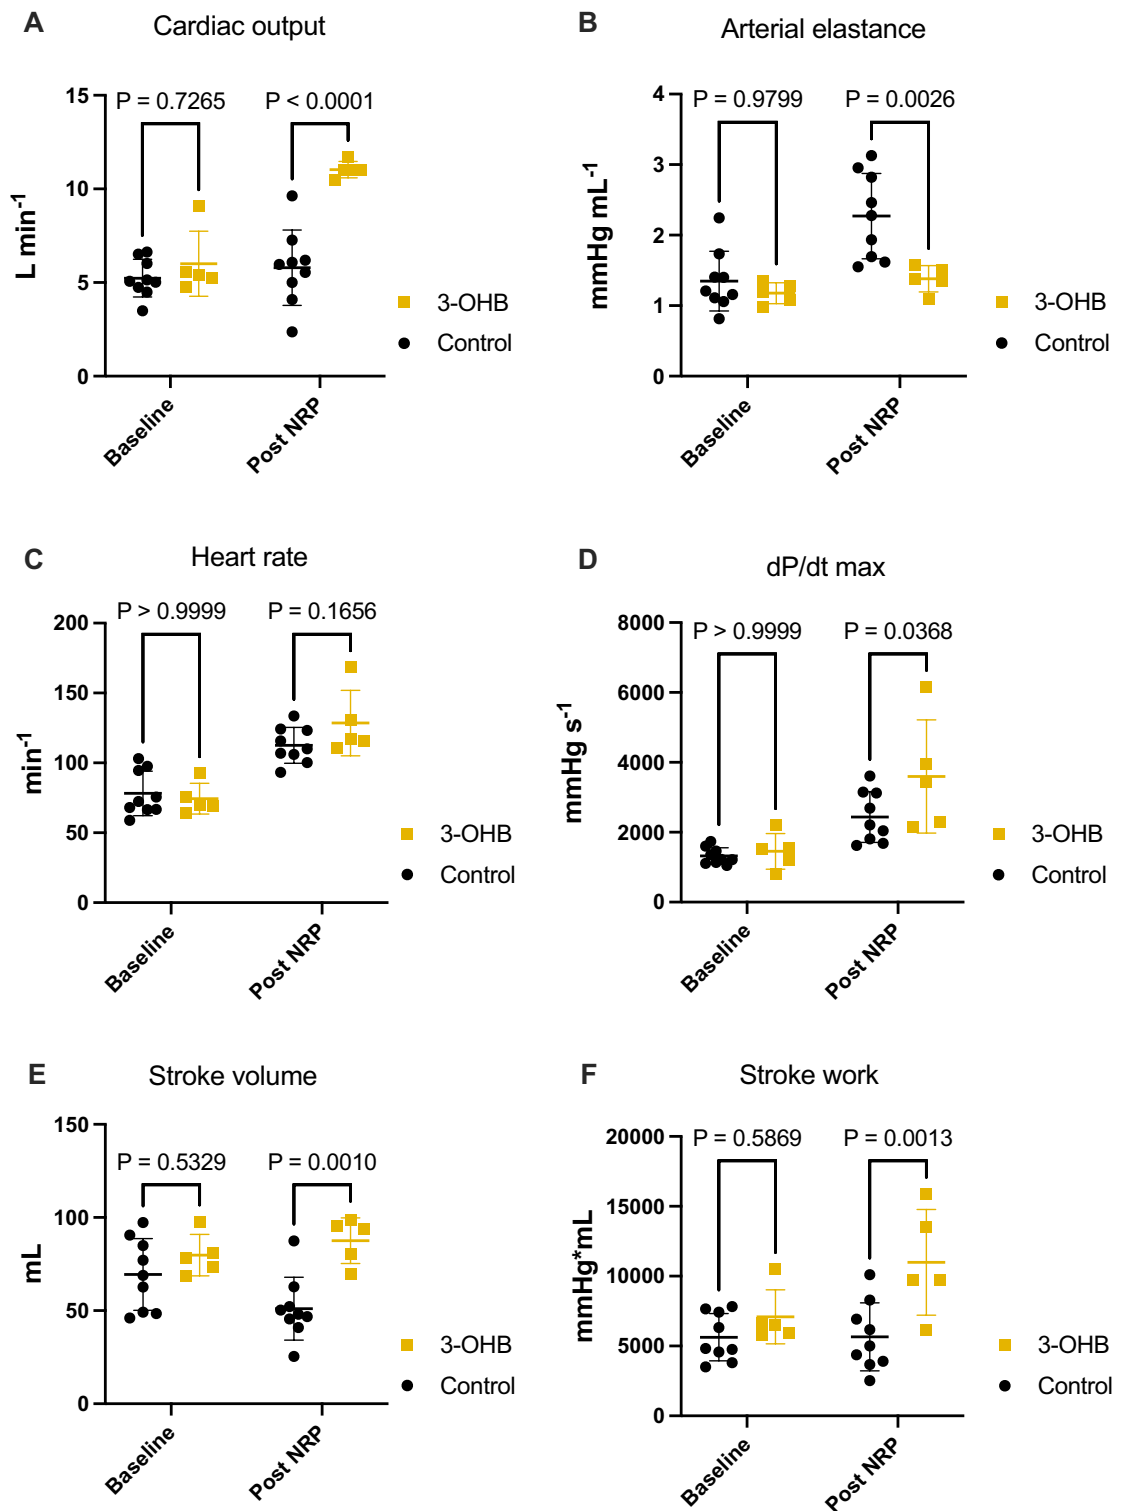 A
Cardiac output
P = 0.7265
P < 0.0001
15
10
5
0
L min⁻¹
3-OHB
Control
Baseline
Post NRP
B
Arterial elastance
P = 0.9799
P = 0.0026
4
3
2
1
0
mmHg mL⁻¹
3-OHB
Control
Baseline
Post NRP
C
Heart rate
P > 0.9999
P = 0.1656
200
150
100
50
0
min⁻¹
3-OHB
Control
Baseline
Post NRP
D
dP/dt max
P > 0.9999
P = 0.0368
8000
6000
4000
2000
0
mmHg s⁻¹
3-OHB
Control
Baseline
Post NRP
E
Stroke volume
P = 0.5329
P = 0.0010
150
100
50
0
mL
3-OHB
Control
Baseline
Post NRP
F
Stroke work
P = 0.5869
P = 0.0013
20000
15000
10000
5000
0
mmHg*mL
3-OHB
Control
Baseline
Post NRP